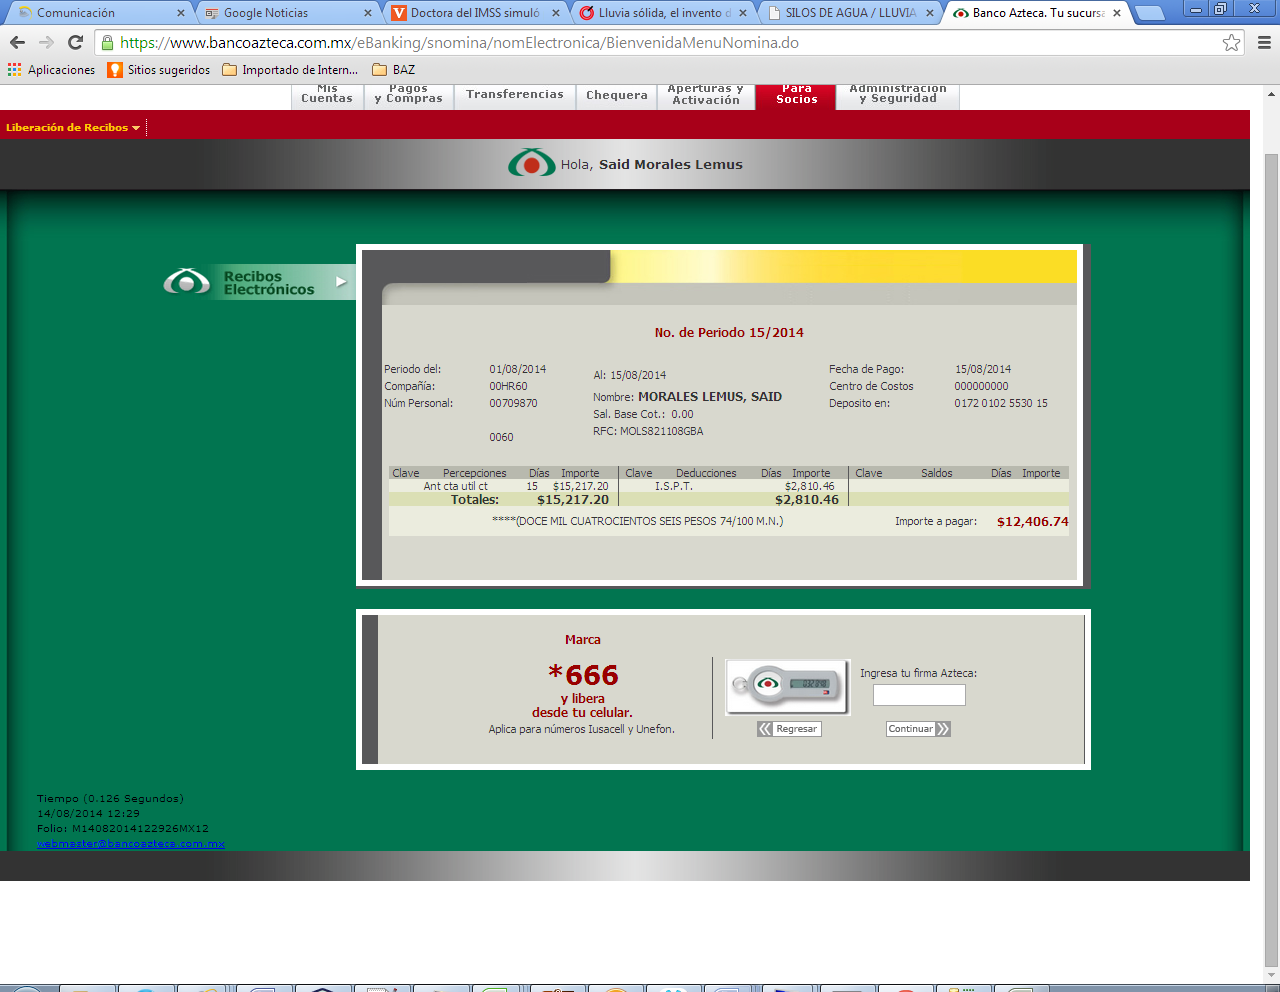 Comunicación
Google Noticias
Doctora del IMSS simuló
Lluvia sólida, el invento d
SILOS DE AGUA / LLUVIA
Banco Azteca. Tu sucursa
https://www.bancoazteca.com.mx/eBanking/snomina/nomElectronica/BienvenidaMenuNomina.do
Aplicaciones Sitios sugeridos Importado de Intern... BAZ
Mis Cuentas
Pagos y Compras
Transferencias
Chequera
Aperturas y Activación
Para Socios
Administración y Seguridad
Liberación de Recibos
Hola, Said Morales Lemus
Recibos
Electrónicos
No. de Periodo 15/2014
Periodo del: 01/08/2014 Al: 15/08/2014 Fecha de Pago: 15/08/2014
Compañía: 00HR60 Nombre: MORALES LEMUS, SAID Centro de Costos 000000000
Núm Personal: 00709870 Sal. Base Cot.: 0.00 Deposito en: 0172 0102 5530 15
0060 RFC: MOLS821108GBA
Clave Percepciones Días Importe Clave Deducciones Días Importe Clave Saldos Días Importe
Ant cta util ct 15 $15,217.20 I.S.P.T. $2,810.46
Totales: $15,217.20 $2,810.46
****(DOCE MIL CUATROCIENTOS SEIS PESOS 74/100 M.N.) Importe a pagar: $12,406.74
Marca
*666
y libera
desde tu celular.
Aplica para números Iusacell y Unefon.
Ingresa tu firma Azteca:
Regresar Continuar
Tiempo (0.126 Segundos)
14/08/2014 12:29
Folio: M14082014122926MX12
webmaster@bancoazteca.com.mx